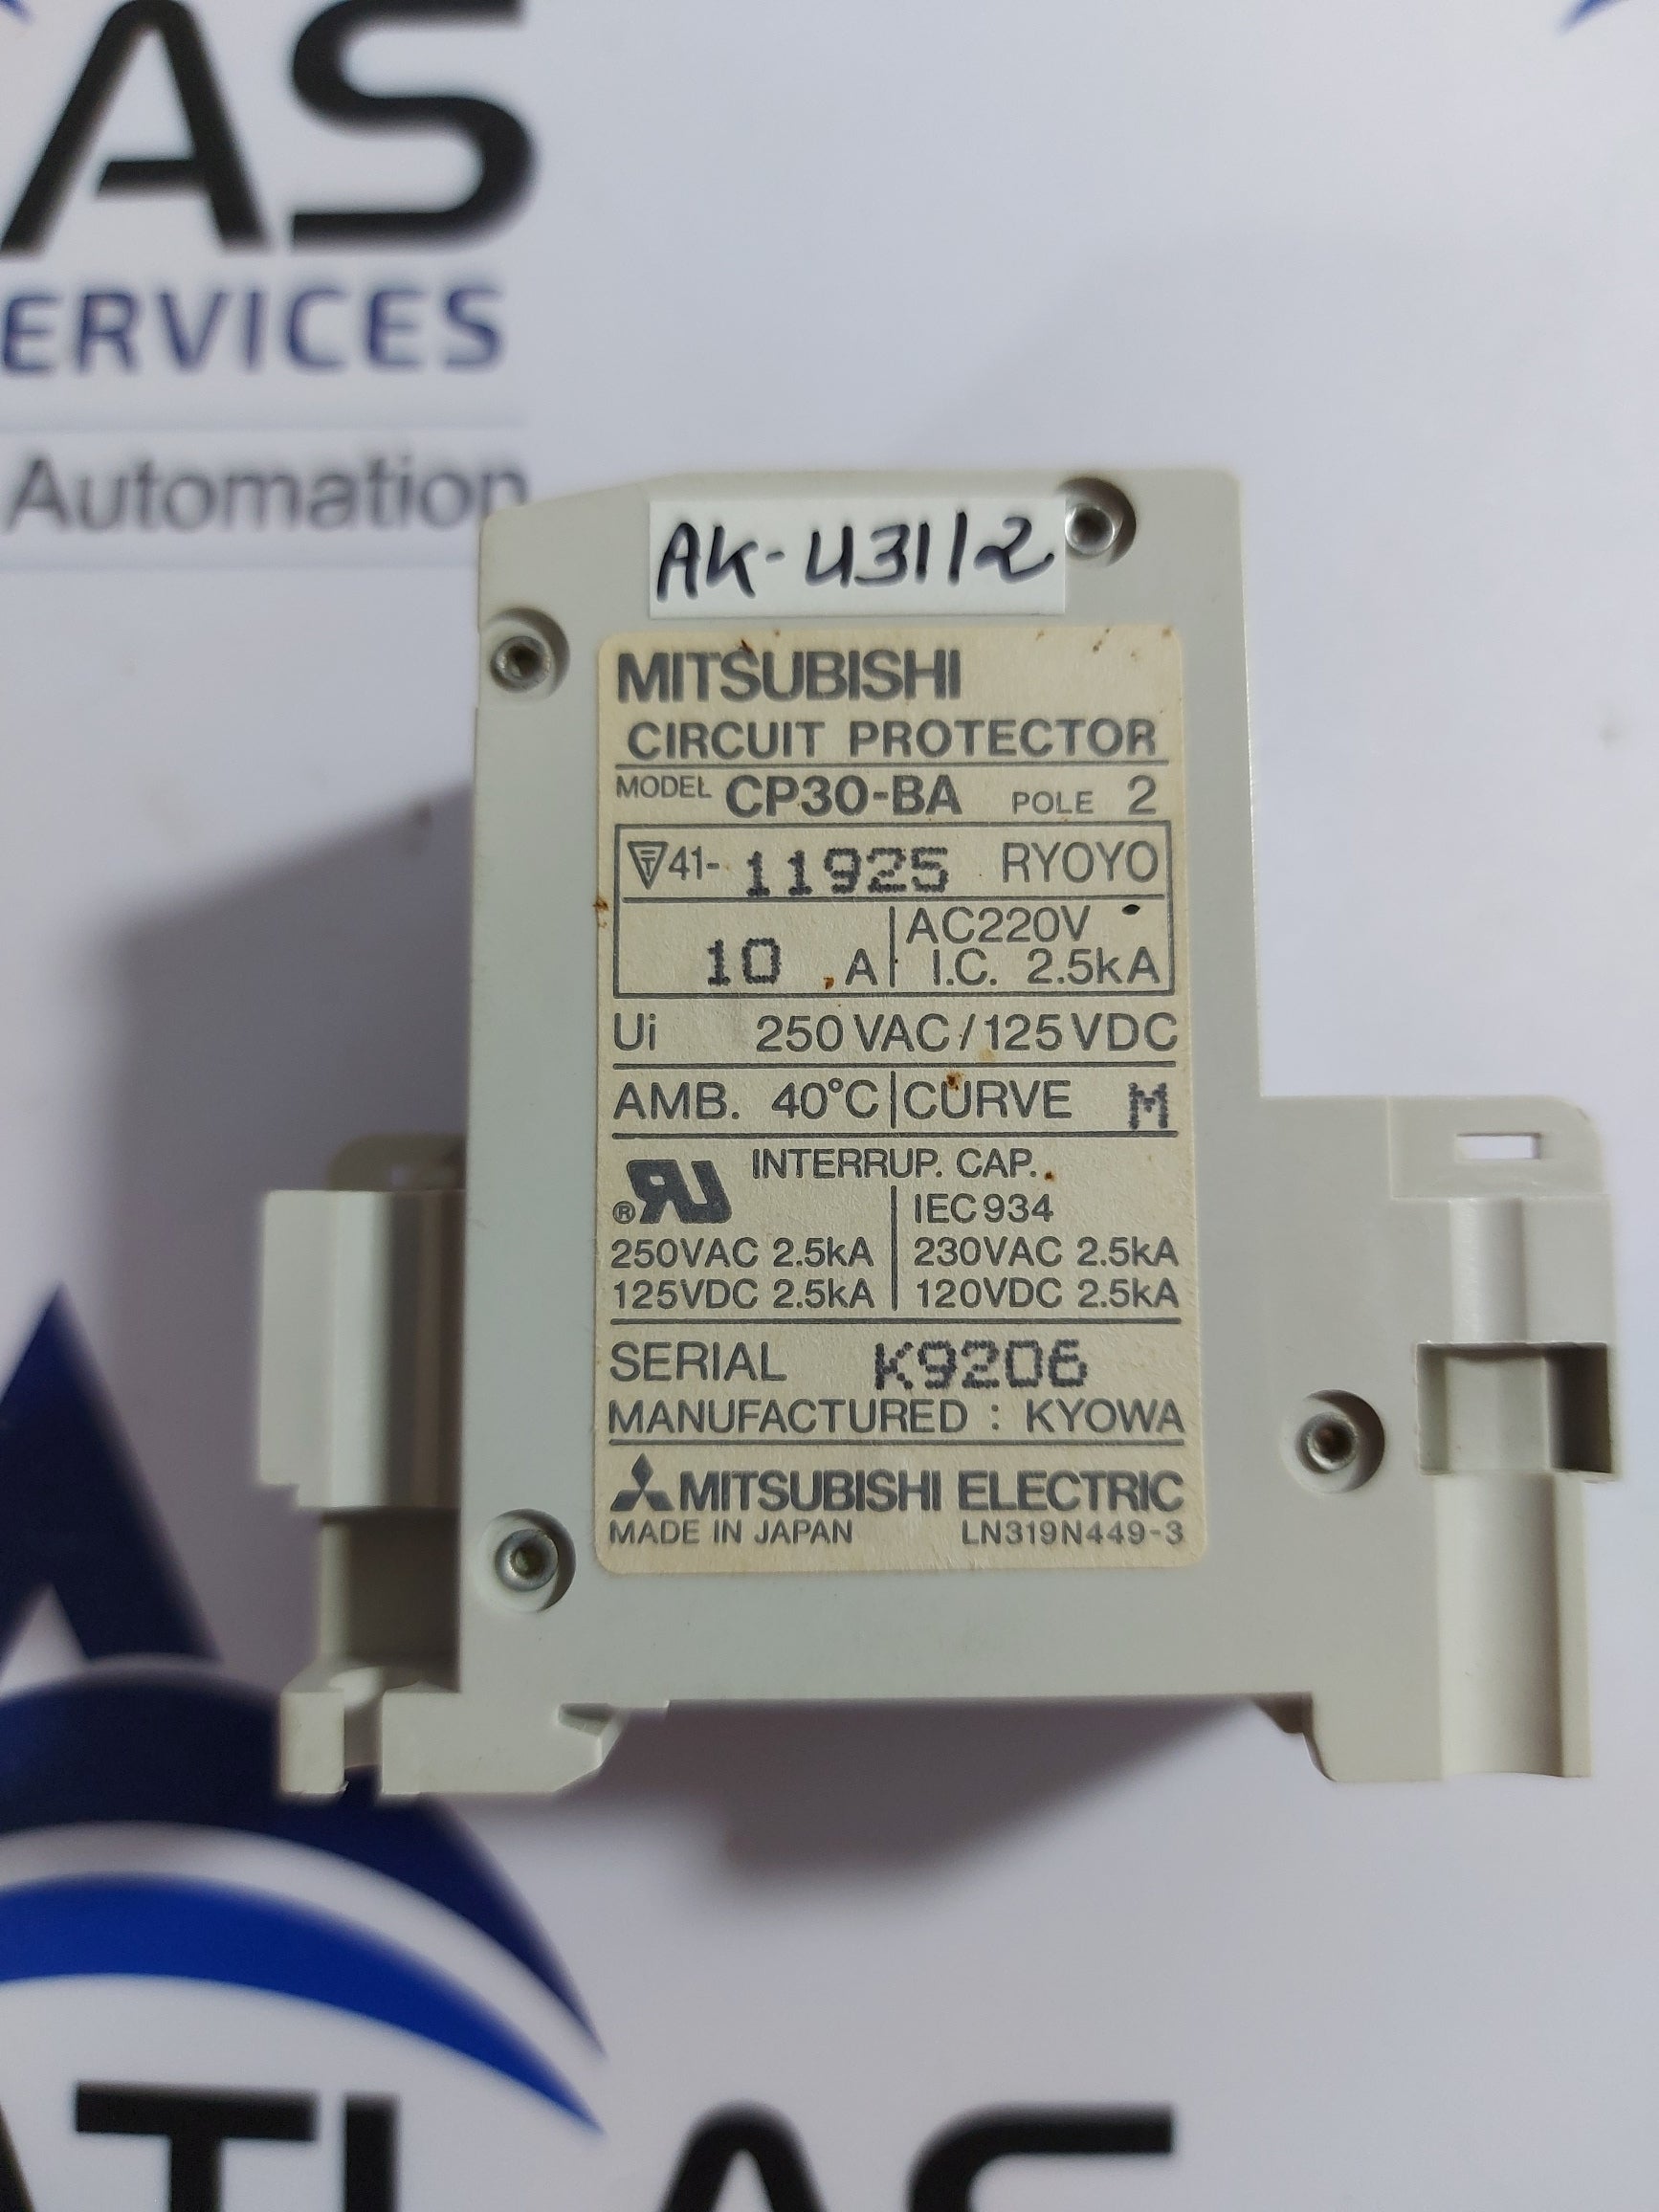 AS
ERVICES
Automation
AK-U31/2
MITSUBISHI
CIRCUIT PROTECTOR
MODEL CP30-BA POLE 2
41- 11925 RYOYO
10 A AC220V
I.C. 2.5kA
Ui 250 VAC/125 VDC
AMB. 40°C CURVE M
INTERRUP. CAP.
IEC 934
250VAC 2.5kA 230VAC 2.5kA
125VDC 2.5kA 120VDC 2.5kA
SERIAL K9206
MANUFACTURED : KYOWA
MITSUBISHI ELECTRIC
MADE IN JAPAN LN319N449-3